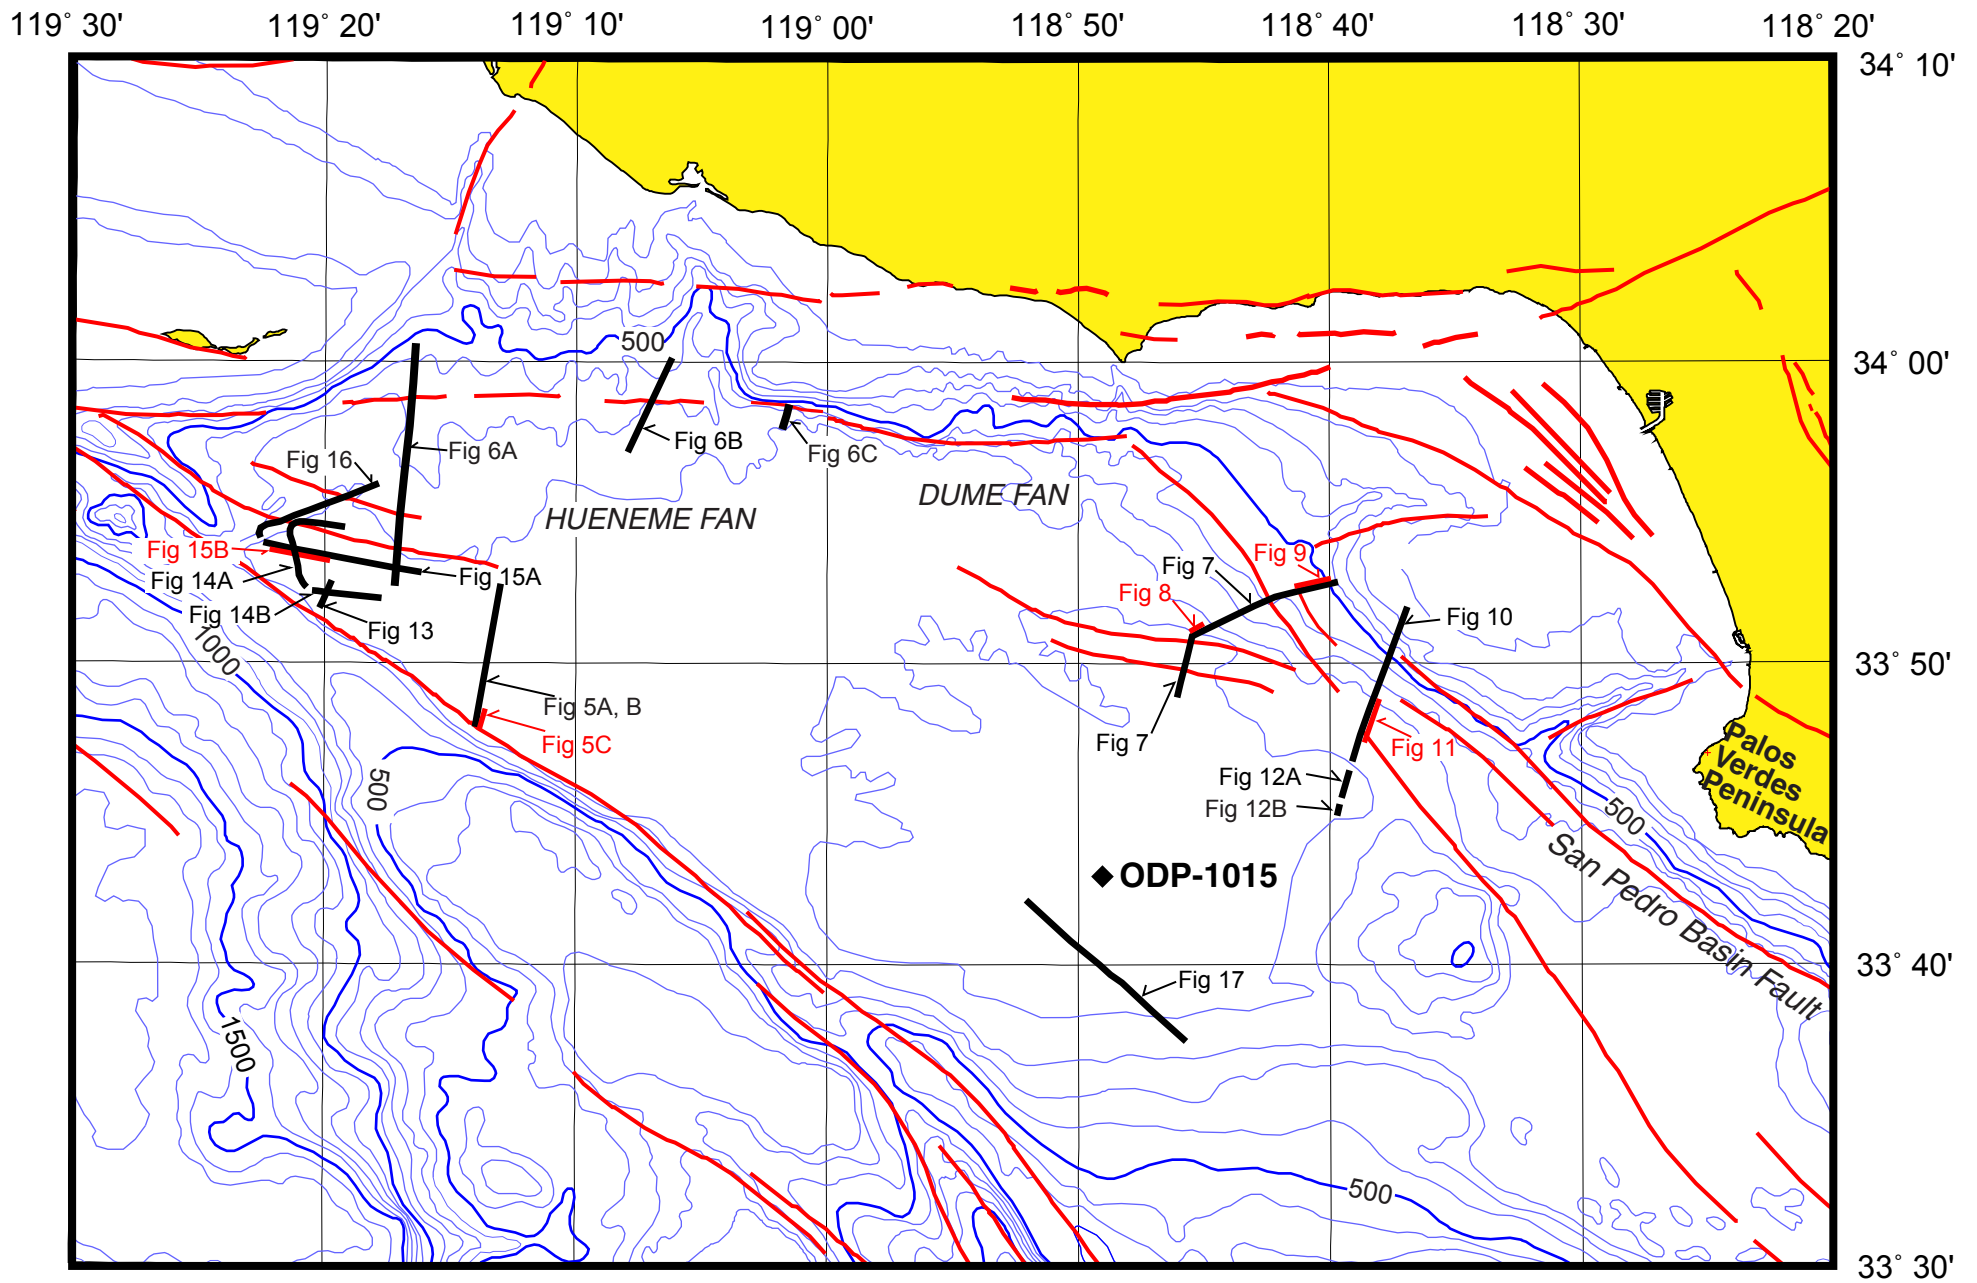 119° 30'
119° 20'
119° 10'
119° 00'
118° 50'
118° 40'
118° 30'
118° 20'
34° 10'
500
34° 00'
Fig 16
Fig 6A
Fig 6B
Fig 6C
HUENEME FAN
DUME FAN
Fig 15B
Fig 14A
Fig 14B
Fig 15A
Fig 13
Fig 9
Fig 7
Fig 8
Fig 10
1000
33° 50'
Fig 5A, B
Fig 5C
Fig 7
Fig 11
Fig 12A
Fig 12B
Palos
Verdes
Peninsula
500
500
ODP-1015
San Pedro Basin Fault
33° 40'
Fig 17
1500
500
33° 30'